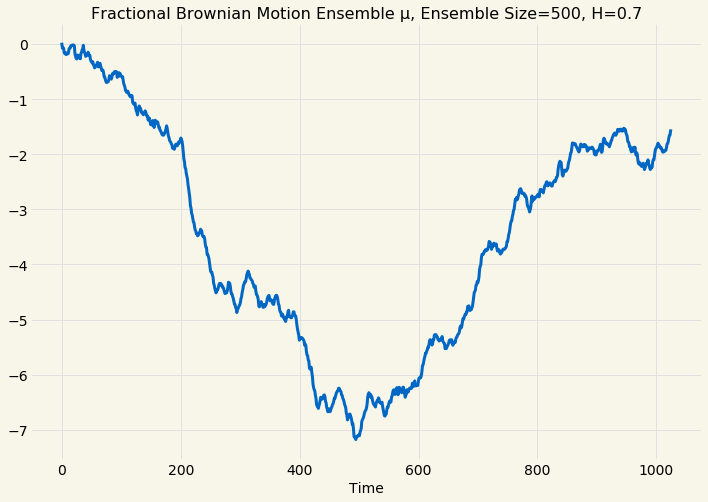 Fractional Brownian Motion Ensemble μ, Ensemble Size=500, H=0.7
0
−1
−2
−3
−4
−5
−6
−7
0 200 400 600 800 1000
Time